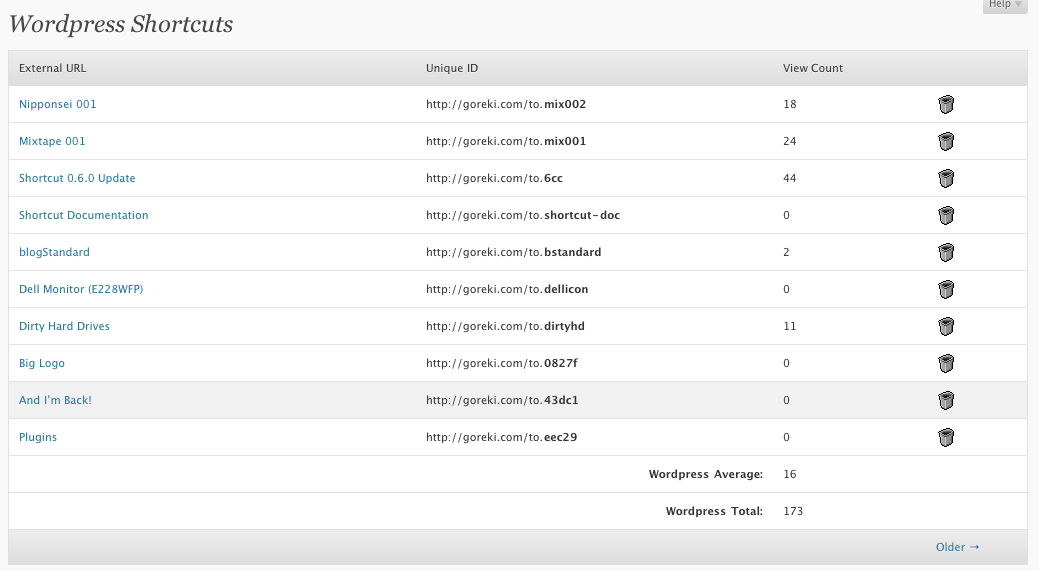 Help
Wordpress Shortcuts
External URL Unique ID View Count
Nipponsei 001 http://goreki.com/to.mix002 18
Mixtape 001 http://goreki.com/to.mix001 24
Shortcut 0.6.0 Update http://goreki.com/to.6cc 44
Shortcut Documentation http://goreki.com/to.shortcut-doc 0
blogStandard http://goreki.com/to.bstandard 2
Dell Monitor (E228WFP) http://goreki.com/to.dellicon 0
Dirty Hard Drives http://goreki.com/to.dirtyhd 11
Big Logo http://goreki.com/to.0827f 0
And I'm Back! http://goreki.com/to.43dc1 0
Plugins http://goreki.com/to.eec29 0
Wordpress Average: 16
Wordpress Total: 173
Older →